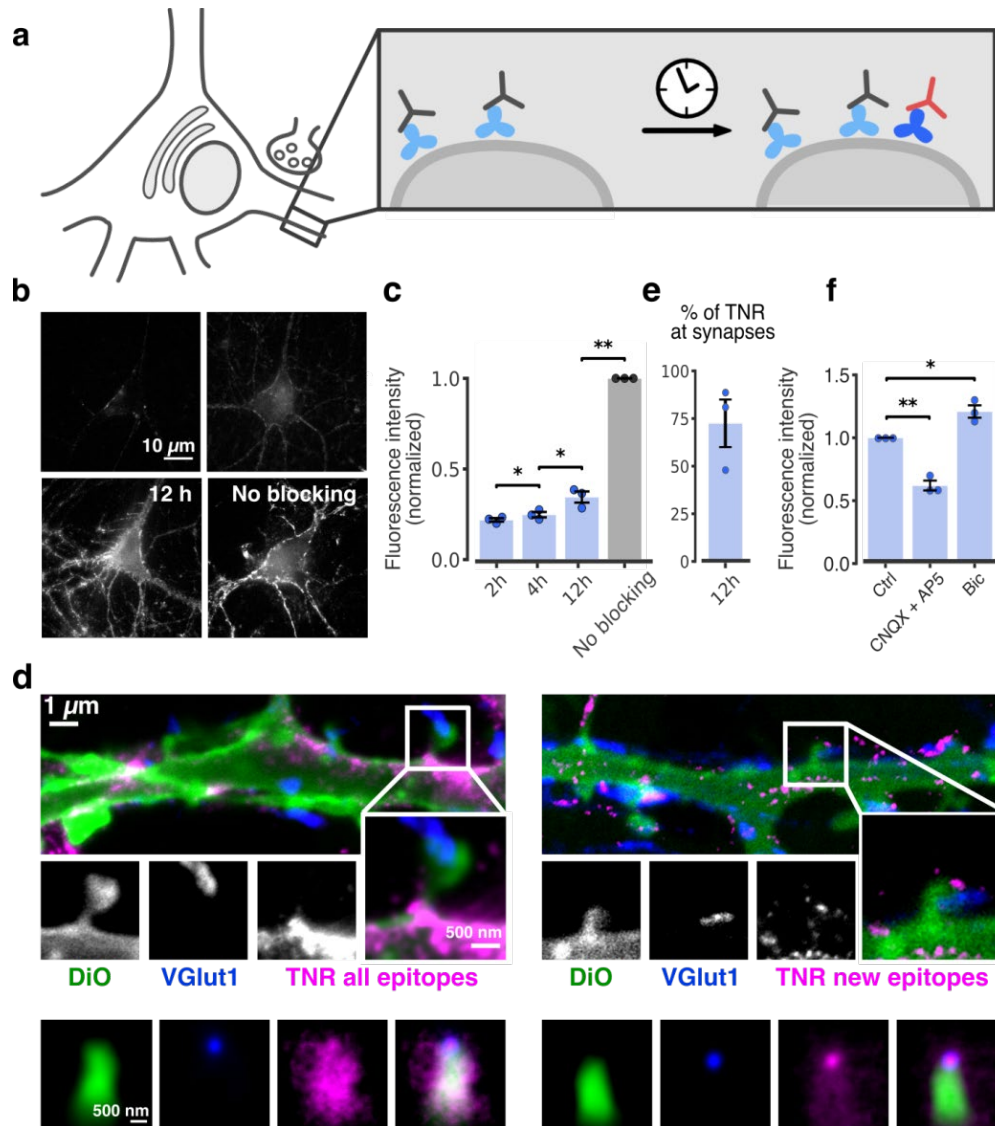 a
b
10 µm
12 h
No blocking
c
Fluorescence intensity
(normalized)
1.0
0.5
0.0
*
*
**
2h
4h
12h
No blocking
e
% of TNR
at synapses
100
75
50
25
0
12h
f
Fluorescence intensity
(normalized)
1.5
1.0
0.5
0.0
**
*
Ctrl
CNQX + AP5
Bic
d
1 µm
500 nm
DiO VGlut1 TNR all epitopes
500 nm
DiO VGlut1 TNR new epitopes